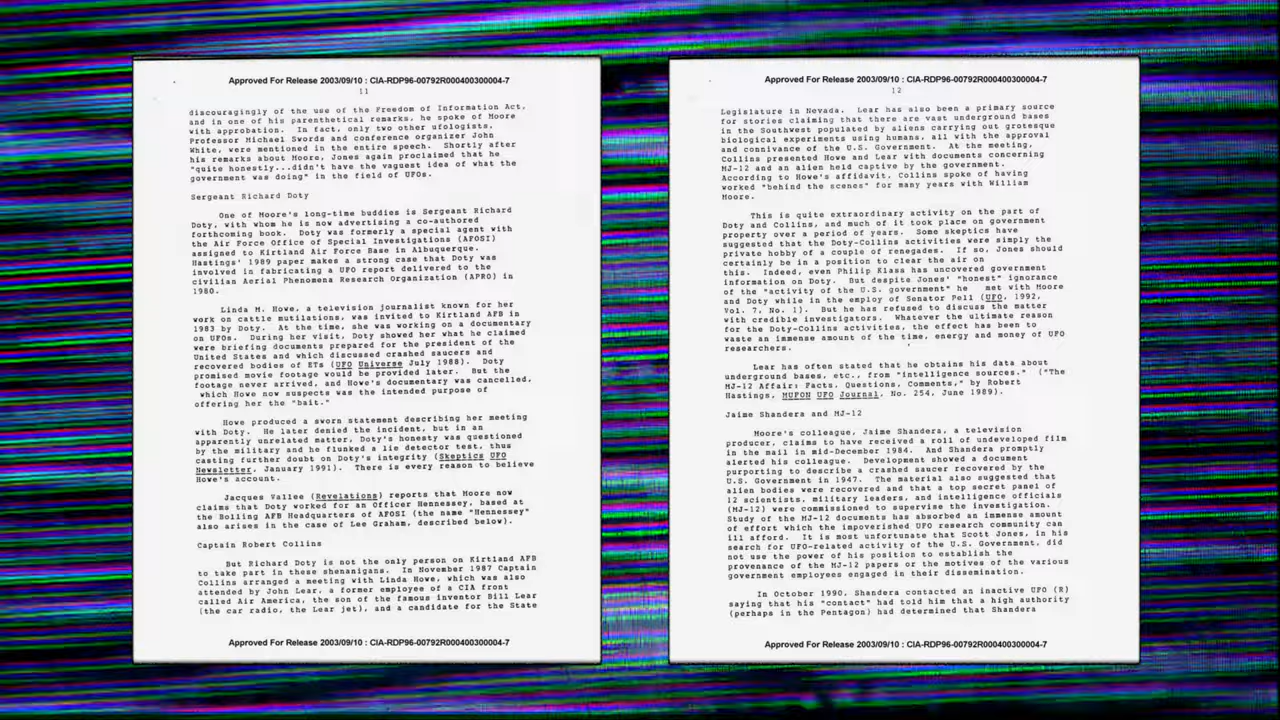 Approved For Release 2003/09/10 : CIA-RDP96-00792R000400300004-7
11
discouragingly of the use of the Freedom of Information Act,
and in one of his parenthetical remarks, he spoke of Moore
with approbation. In fact, only two other ufologists,
Professor Michael Swords and conference organizer John
White, were mentioned in the entire speech. Shortly after
his remarks about Moore, Jones again proclaimed that he
"quite honestly...didn't have the vaguest idea of what the
government was doing" in the field of UFOs.
Sergeant Richard Doty
One of Moore's long-time buddies is Sergeant Richard
Doty, with whom he is now advertising a co-authored
forthcoming book. Doty was formerly a special agent with
the Air Force Office of Special Investigations (AFOSI)
assigned to Kirtland Air Force Base in Albuquerque.
Hastings' 1989 paper makes a strong case that Doty was
involved in fabricating a UFO report delivered to the
civilian Aerial Phenomena Research Organization (APRO) in
1980.
Linda M. Howe, a television journalist known for her
work on cattle mutilations, was invited to Kirtland AFB in
1983 by Doty. At the time, she was working on a documentary
on UFOs. During her visit, Doty showed her what he claimed
were briefing documents prepared for the president of the
United States and which discussed crashed saucers and
recovered bodies of ETs (UFO Universe July 1988). Doty
promised movie footage would be provided later. But the
footage never arrived, and Howe's documentary was cancelled,
which Howe now suspects was the intended purpose of
offering her the "bait."
Howe produced a sworn statement describing her meeting
with Doty. He later denied the incident, but in an
apparently unrelated matter, Doty's honesty was questioned
by the military and he flunked a lie detector test, thus
casting further doubt on Doty's integrity (Skeptics UFO
Newsletter, January 1991). There is every reason to believe
Howe's account.
Jacques Vallee (Revelations) reports that Moore now
claims that Doty worked for an Officer Hennessey, based at
the Bolling AFB Headquarters of AFOSI (the name "Hennessey"
also arises in the case of Lee Graham, described below).
Captain Robert Collins
But Richard Doty is not the only person on Kirtland AFB
to take part in these shenanigans. In November 1987 Captain
Collins arranged a meeting with Linda Howe, which was also
attended by John Lear, a former employee of a CIA front
called Air America, the son of the famous inventor Bill Lear
(the car radio, the Lear jet), and a candidate for the State
Approved For Release 2003/09/10 : CIA-RDP96-00792R000400300004-7
Approved For Release 2003/09/10 : CIA-RDP96-00792R000400300004-7
12
Legislature in Nevada. Lear has also been a primary source
for stories claiming that there are vast underground bases
in the Southwest populated by aliens carrying out grotesque
biological experiments using humans, all with the approval
and connivance of the U.S. Government. At the meeting,
Collins presented Howe and Lear with documents concerning
MJ-12 and an alien held captive by the government.
According to Howe's affidavit, Collins spoke of having
worked "behind the scenes" for many years with William
Moore.
This is quite extraordinary activity on the part of
Doty and Collins, and much of it took place on government
property over a period of years. Some skeptics have
suggested that the Doty-Collins activities were simply the
private hobby of a couple of renegades. If so, Jones should
certainly be in a position to clear the air on
this. Indeed, even Philip Klass has uncovered government
information on Doty. But despite Jones' "honest" ignorance
of the "activity of the U.S. government" he met with Moore
and Doty while in the employ of Senator Pell (UFO, 1992,
Vol. 7, No. 1). But he has refused to discuss the matter
with credible investigators. Whatever the ultimate reason
for the Doty-Collins activities, the effect has been to
waste an immense amount of the time, energy and money of UFO
researchers.
Lear has often stated that he obtains his data about
underground bases, etc., from "intelligence sources." ("The
MJ-12 Affair: Facts, Questions, Comments," by Robert
Hastings, MUFON UFO Journal, No. 254, June 1989).
Jaime Shandera and MJ-12
Moore's colleague, Jaime Shandera, a television
producer, claims to have received a roll of undeveloped film
in the mail in mid-December 1984. And Shandera promptly
alerted his colleague. Development showed a document
purporting to describe a crashed saucer recovered by the
U.S. Government in 1947. The material also suggested that
alien bodies were recovered and that a top secret panel of
12 scientists, military leaders, and intelligence officials
(MJ-12) were commissioned to supervise the investigation.
Study of the MJ-12 documents has absorbed an immense amount
of effort which the impoverished UFO research community can
ill afford. It is most unfortunate that Scott Jones, in his
search for UFO-related activity of the U.S. Government, did
not use the power of his position to establish the
provenance of the MJ-12 papers or the motives of the various
government employees engaged in their dissemination.
In October 1990, Shandera contacted an inactive UFO (R)
saying that his "contact" had told him that a high authority
(perhaps in the Pentagon) had determined that Shandera
Approved For Release 2003/09/10 : CIA-RDP96-00792R000400300004-7